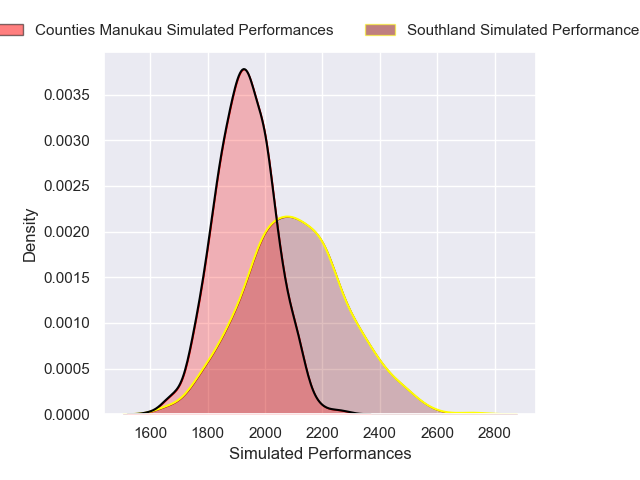 Counties Manukau Simulated Performances
Southland Simulated Performance
0.0035
0.0030
0.0025
0.0020
0.0015
0.0010
0.0005
0.0000
Density
1600 1800 2000 2200 2400 2600 2800
Simulated Performances